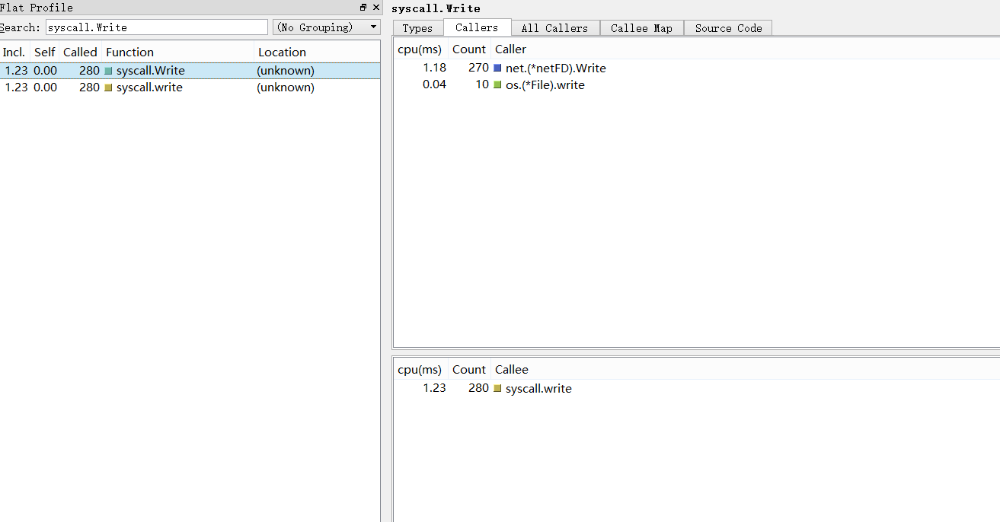 Flat Profile
Search: syscall.Write (No Grouping)
Incl. Self Called Function Location
1.23 0.00 280 syscall.Write (unknown)
1.23 0.00 280 syscall.write (unknown)
syscall.Write
Types Callers All Callers Callee Map Source Code
cpu(ms) Count Caller
1.18 270 net.(*netFD).Write
0.04 10 os.(*File).write
cpu(ms) Count Callee
1.23 280 syscall.write